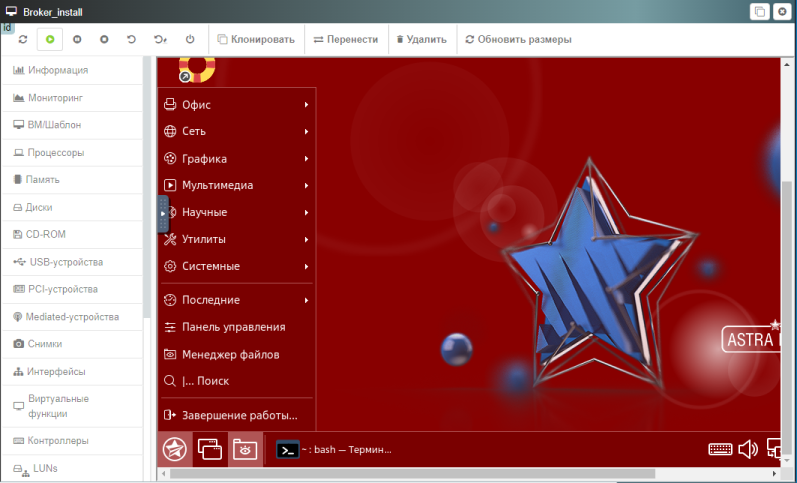 Broker_install
id
Клонировать
Перенести
Удалить
Обновить размеры
Информация
Мониторинг
ВМ/Шаблон
Процессоры
Память
Диски
CD-ROM
USB-устройства
PCI-устройства
Mediated-устройства
Снимки
Интерфейсы
Виртуальные
функции
Контроллеры
LUNs
Офис
Сеть
Графика
Мультимедиа
Научные
Утилиты
Системные
Последние
Панель управления
Менеджер файлов
|... Поиск
Завершение работы...
ASTRA
~ : bash — Термин...